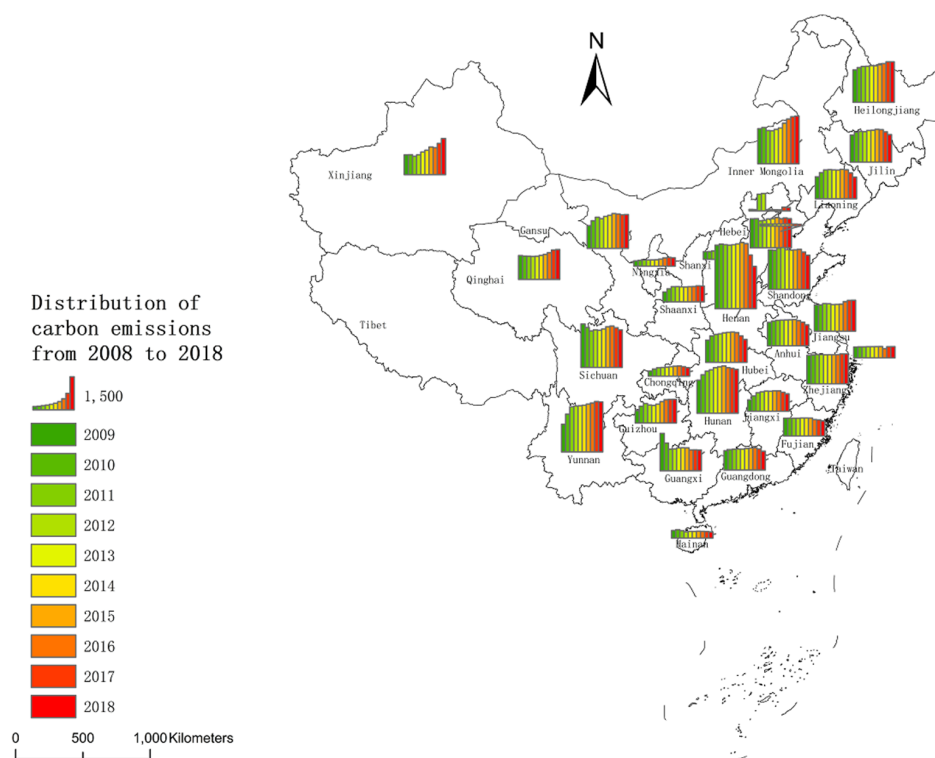 N
Heilongjiang
Jilin
Inner Mongolia
Liaoning
Xinjiang
Gansu
Hebei
Qinghai
Ningxia
Shanxi
Shandong
Shaanxi
Henan
Distribution of
carbon emissions
from 2008 to 2018
Tibet
Jiangsu
Anhui
Sichuan
Hubei
Chongqing
Zhejiang
1,500
Hunan
Jiangxi
Guizhou
Fujian
Yunnan
Guangxi
Guangdong
Taiwan
Hainan
2009
2010
2011
2012
2013
2014
2015
2016
2017
2018
0 500 1,000 Kilometers